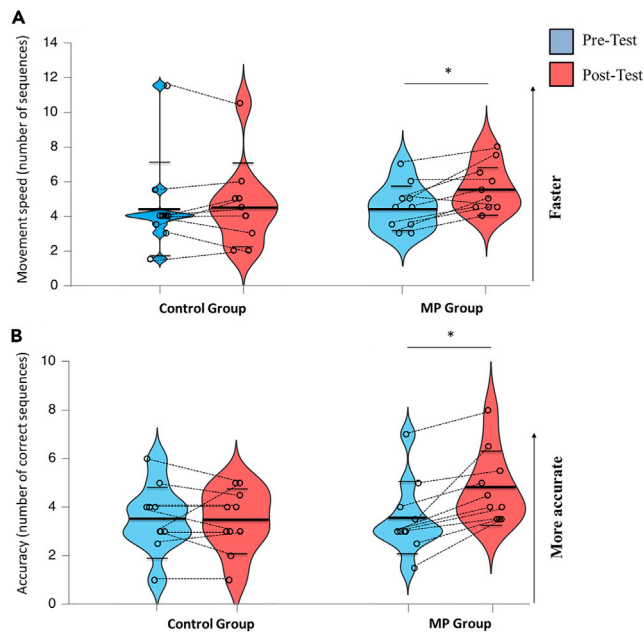 A
Movement speed (number of sequences)
14
12
10
8
6
4
2
0
*
Pre-Test
Post-Test
Faster
Control Group
MP Group
B
Accuracy (number of correct sequences)
10
8
6
4
2
0
*
More accurate
Control Group
MP Group